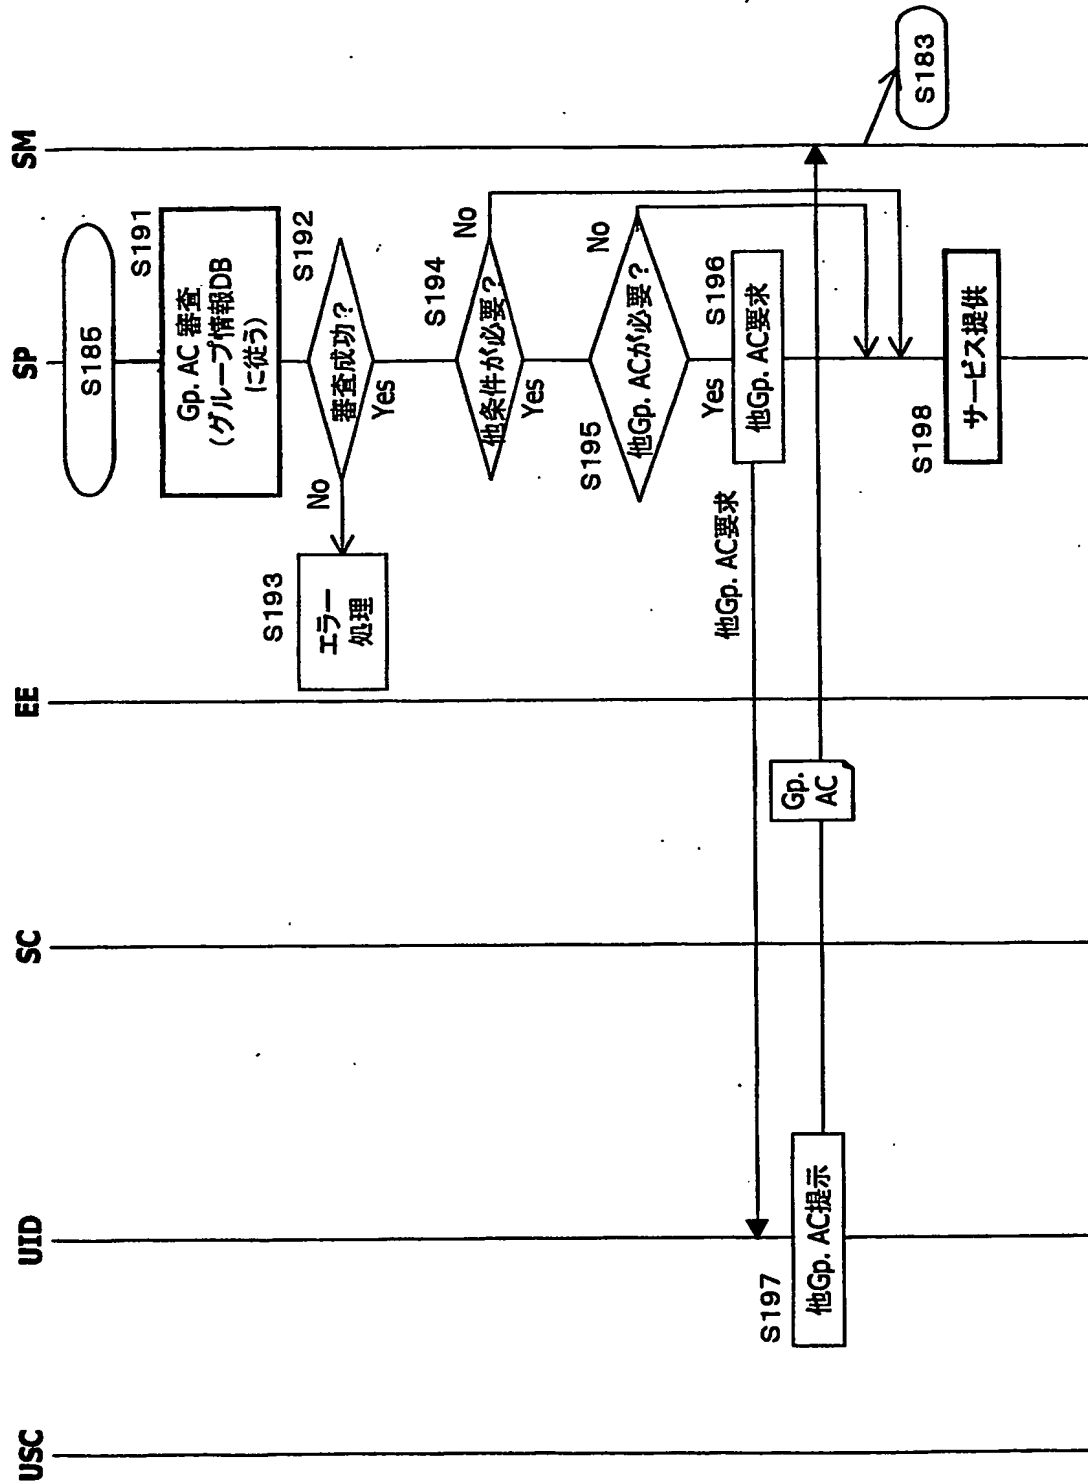 USC
UID
SC
EE
SP
SM
S185
S191
Gp. AC 審査
(グループ情報DB
に従う)
S192
審査成功?
No
Yes
S193
エラー
処理
S194
他条件が必要?
No
Yes
S195
他Gp. ACが必要?
No
Yes
S196
他Gp. AC要求
他Gp. AC要求
S197
他Gp. AC提示
Gp.
AC
S183
S198
サービス提供